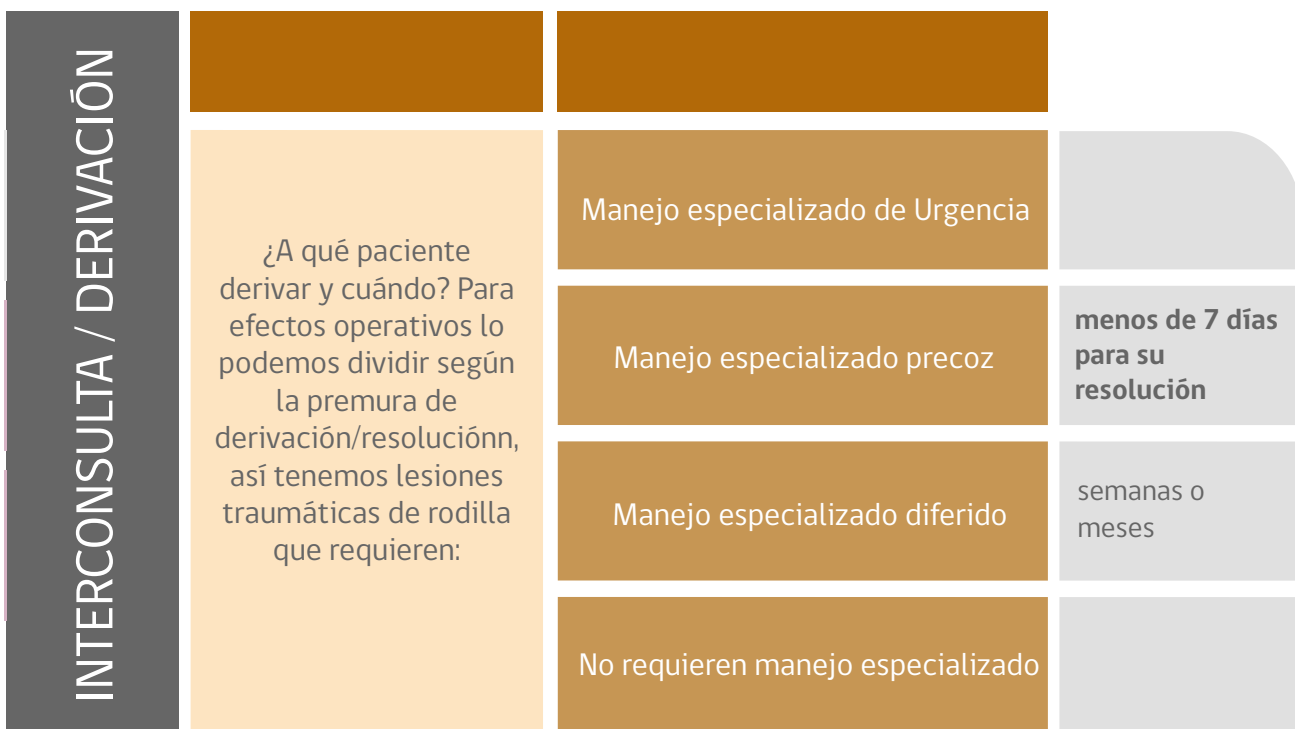 INTERCONSULTA / DERIVACIÓN
¿A qué paciente
derivar y cuándo? Para
efectos operativos lo
podemos dividir según
la premura de
derivación/resoluciónn,
así tenemos lesiones
traumáticas de rodilla
que requieren:
Manejo especializado de Urgencia
Manejo especializado precoz
menos de 7 días
para su
resolución
Manejo especializado diferido
semanas o
meses
No requieren manejo especializado